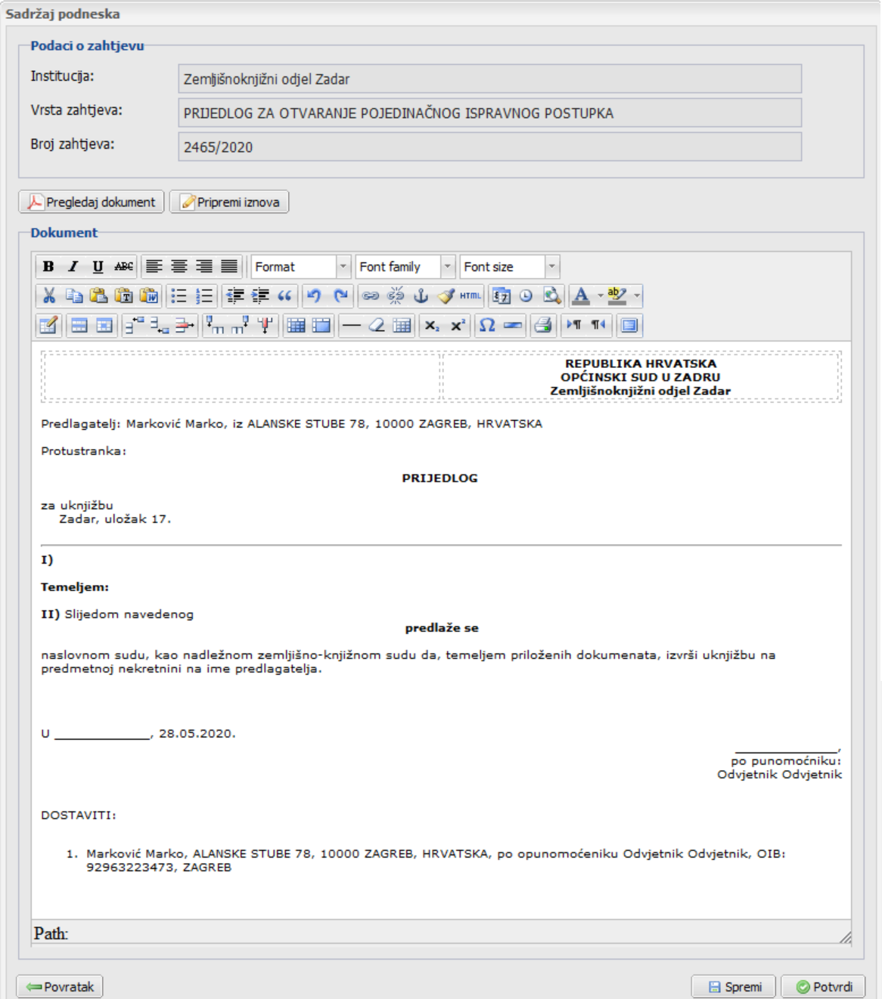 Sadržaj podneska
Podaci o zahtjevu
Institucija:
Zemljišnoknjižni odjel Zadar
Vrsta zahtjeva:
PRIJEDLOG ZA OTVARANJE POJEDINAČNOG ISPRAVNOG POSTUPKA
Broj zahtjeva:
2465/2020
Pregledaj dokument
Pripremi iznova
Dokument
B I U ABC
Format
Font family
Font size
HTML
A
ab
REPUBLIKA HRVATSKA
OPĆINSKI SUD U ZADRU
Zemljišnoknjižni odjel Zadar
Predlagatelj: Marković Marko, iz ALANSKE STUBE 78, 10000 ZAGREB, HRVATSKA
Protustranka:
PRIJEDLOG
za uknjižbu
Zadar, uložak 17.
I)
Temeljem:
II) Slijedom navedenog
predlaže se
naslovnom sudu, kao nadležnom zemljišno-knjižnom sudu da, temeljem priloženih dokumenata, izvrši uknjižbu na
predmetnoj nekretnini na ime predlagatelja.
U ______________, 28.05.2020.
_______________,
po punomoćniku:
Odvjetnik Odvjetnik
DOSTAVITI:
1. Marković Marko, ALANSKE STUBE 78, 10000 ZAGREB, HRVATSKA, po opunomoćeniku Odvjetnik Odvjetnik, OIB:
92963223473, ZAGREB
Path:
Povratak
Spremi
Potvrdi